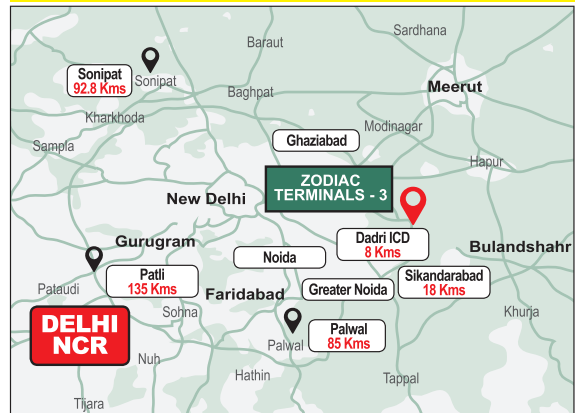 Sardhana
Baraut
Sonipat
92.8 Kms
Sonipat
Meerut
Baghpat
Kharkhoda
Modinagar
Ghaziabad
Sampla
Hapur
ZODIAC
TERMINALS - 3
New Delhi
Dadri ICD
8 Kms
Gurugram
Bulandshahr
Noida
Patli
135 Kms
Sikandarabad
18 Kms
Pataudi
Greater Noida
Faridabad
DELHI
NCR
Sohna
Khurja
Palwal
85 Kms
Palwal
Nuh
Hathin
Tappal
Tijara